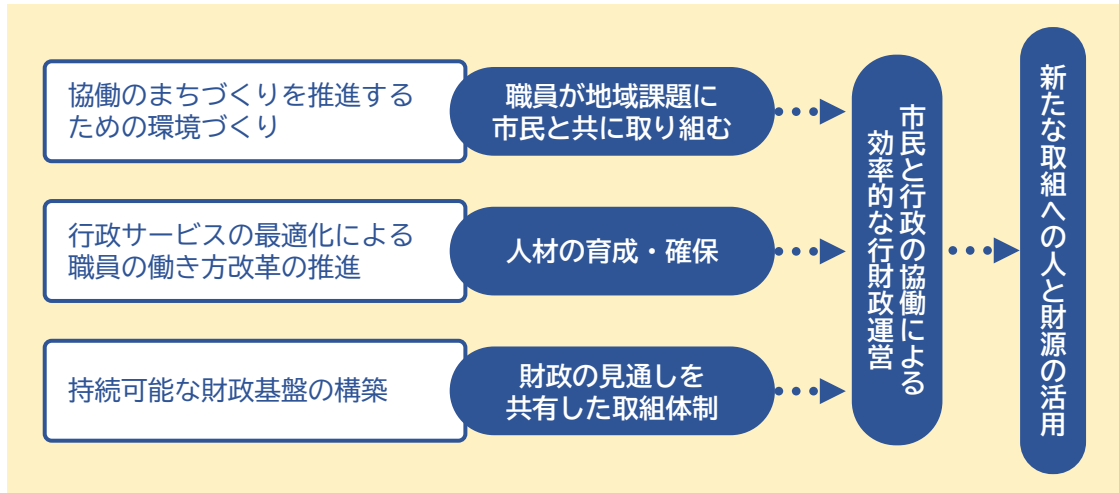 協働のまちづくりを推進する
ための環境づくり
職員が地域課題に
市民と共に取り組む
行政サービスの最適化による
職員の働き方改革の推進
人材の育成・確保
持続可能な財政基盤の構築
財政の見通しを
共有した取組体制
市民と行政の協働による
効率的な行財政運営
新たな取組への人と財源の活用